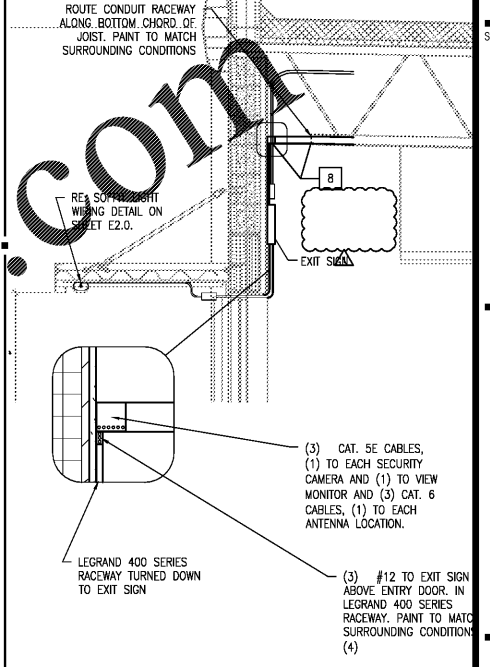 ROUTE CONDUIT RACEWAY
ALONG BOTTOM CHORD OF
JOIST. PAINT TO MATCH
SURROUNDING CONDITIONS
S
.com
8
RE: SOFFIT LIGHT
WIRING DETAIL ON
SHEET E2.0.
EXIT SIGN
(3) CAT. 5E CABLES,
(1) TO EACH SECURITY
CAMERA AND (1) TO VIEW
MONITOR AND (3) CAT. 6
CABLES, (1) TO EACH
ANTENNA LOCATION.
LEGRAND 400 SERIES
RACEWAY TURNED DOWN
TO EXIT SIGN
(3) #12 TO EXIT SIGN
ABOVE ENTRY DOOR. IN
LEGRAND 400 SERIES
RACEWAY. PAINT TO MATC
SURROUNDING CONDITIONS
(4)